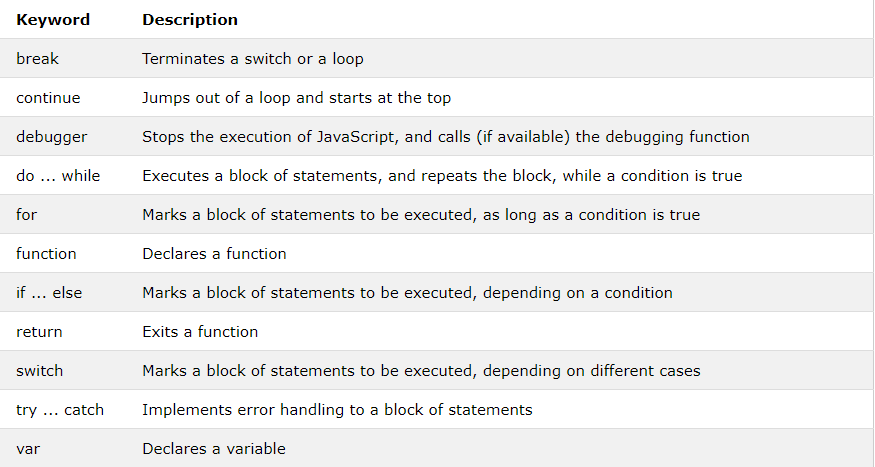 Keyword Description
break Terminates a switch or a loop
continue Jumps out of a loop and starts at the top
debugger Stops the execution of JavaScript, and calls (if available) the debugging function
do ... while Executes a block of statements, and repeats the block, while a condition is true
for Marks a block of statements to be executed, as long as a condition is true
function Declares a function
if ... else Marks a block of statements to be executed, depending on a condition
return Exits a function
switch Marks a block of statements to be executed, depending on different cases
try ... catch Implements error handling to a block of statements
var Declares a variable